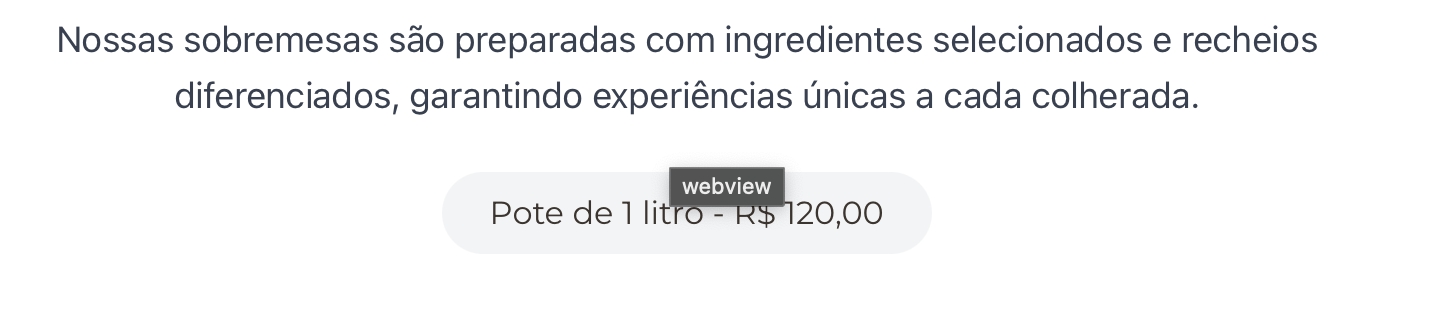 Nossas sobremesas são preparadas com ingredientes selecionados e recheios
diferenciados, garantindo experiências únicas a cada colherada.
webview
Pote de 1 litro - R$ 120,00